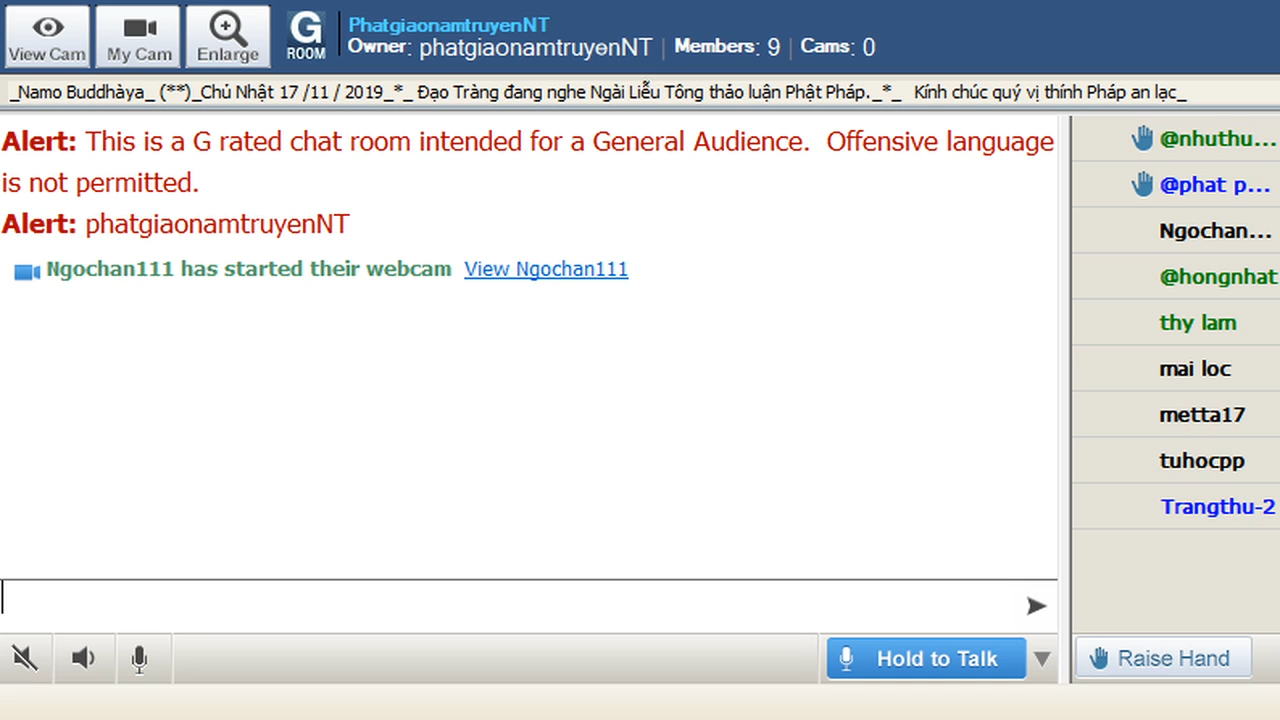 View Cam
My Cam
Enlarge
G
ROOM
PhatgiaonamtruyenNT
Owner: phatgiaonamtruyenNT | Members: 9 | Cams: 0
_Namo Buddhàya_ (**)_Chủ Nhật 17 /11 / 2019_*_ Đạo Tràng đang nghe Ngài Liễu Tông thảo luận Phật Pháp._*_ Kính chúc quý vị thính Pháp an lạc_
Alert: This is a G rated chat room intended for a General Audience. Offensive language
is not permitted.
Alert: phatgiaonamtruyenNT
Ngochan111 has started their webcam View Ngochan111
@nhuthu...
@phat p...
Ngochan...
@hongnhat
thy lam
mai loc
metta17
tuhocpp
Trangthu-2
Hold to Talk
Raise Hand